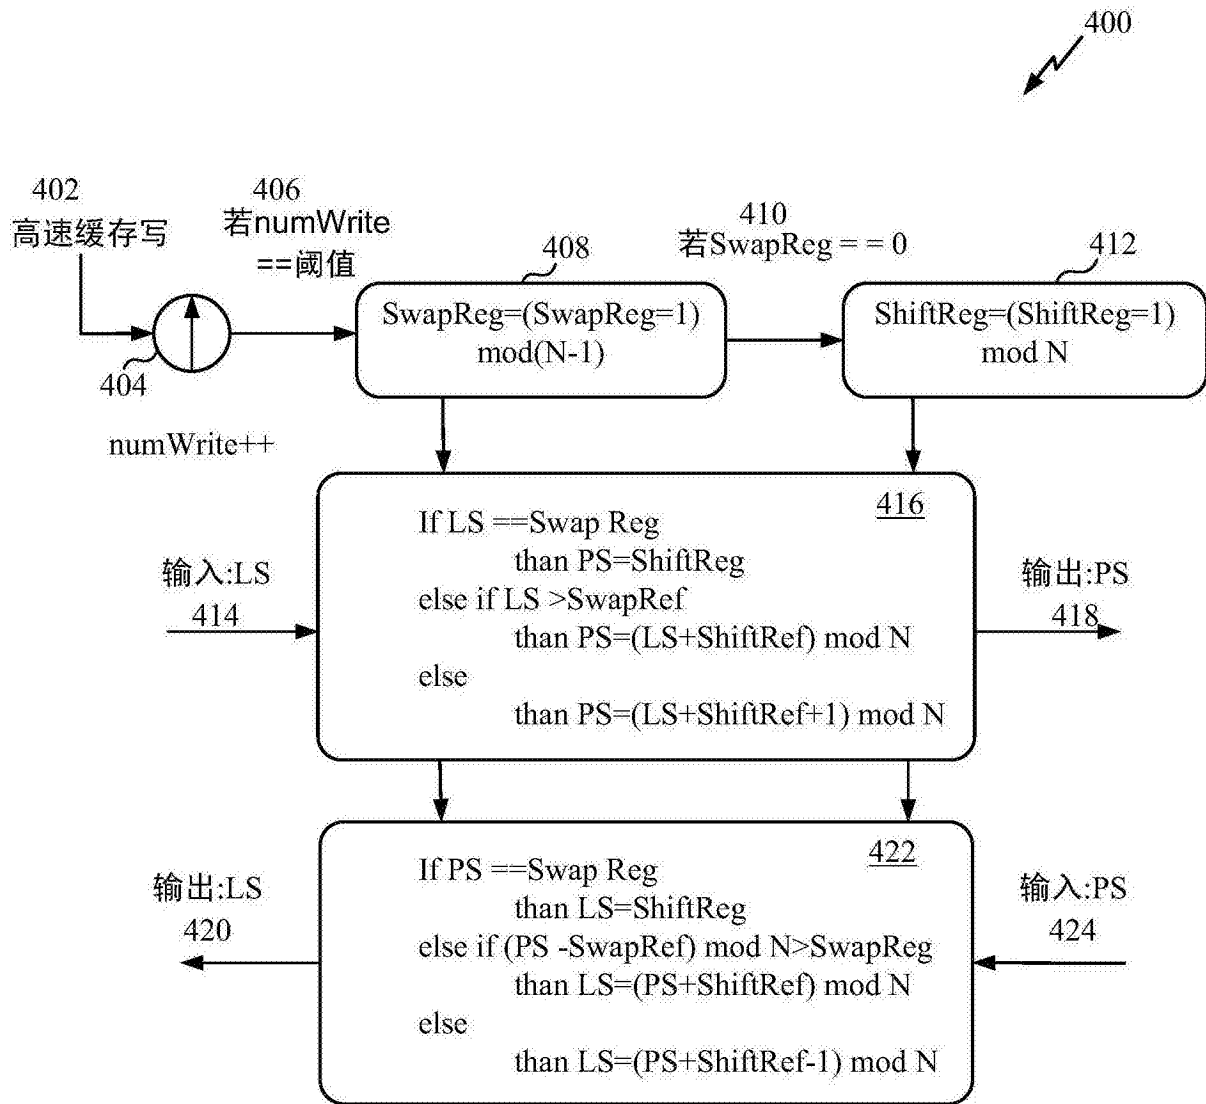 400
402
高速缓存写
406
若numWrite
==阈值
404
numWrite++
408
SwapReg=(SwapReg=1)
mod(N-1)
410
若SwapReg = = 0
412
ShiftReg=(ShiftReg=1)
mod N
输入:LS
414
416
If LS ==Swap Reg
than PS=ShiftReg
else if LS >SwapRef
than PS=(LS+ShiftRef) mod N
else
than PS=(LS+ShiftRef+1) mod N
输出:PS
418
输出:LS
420
422
If PS ==Swap Reg
than LS=ShiftReg
else if (PS -SwapRef) mod N>SwapReg
than LS=(PS+ShiftRef) mod N
else
than LS=(PS+ShiftRef-1) mod N
输入:PS
424